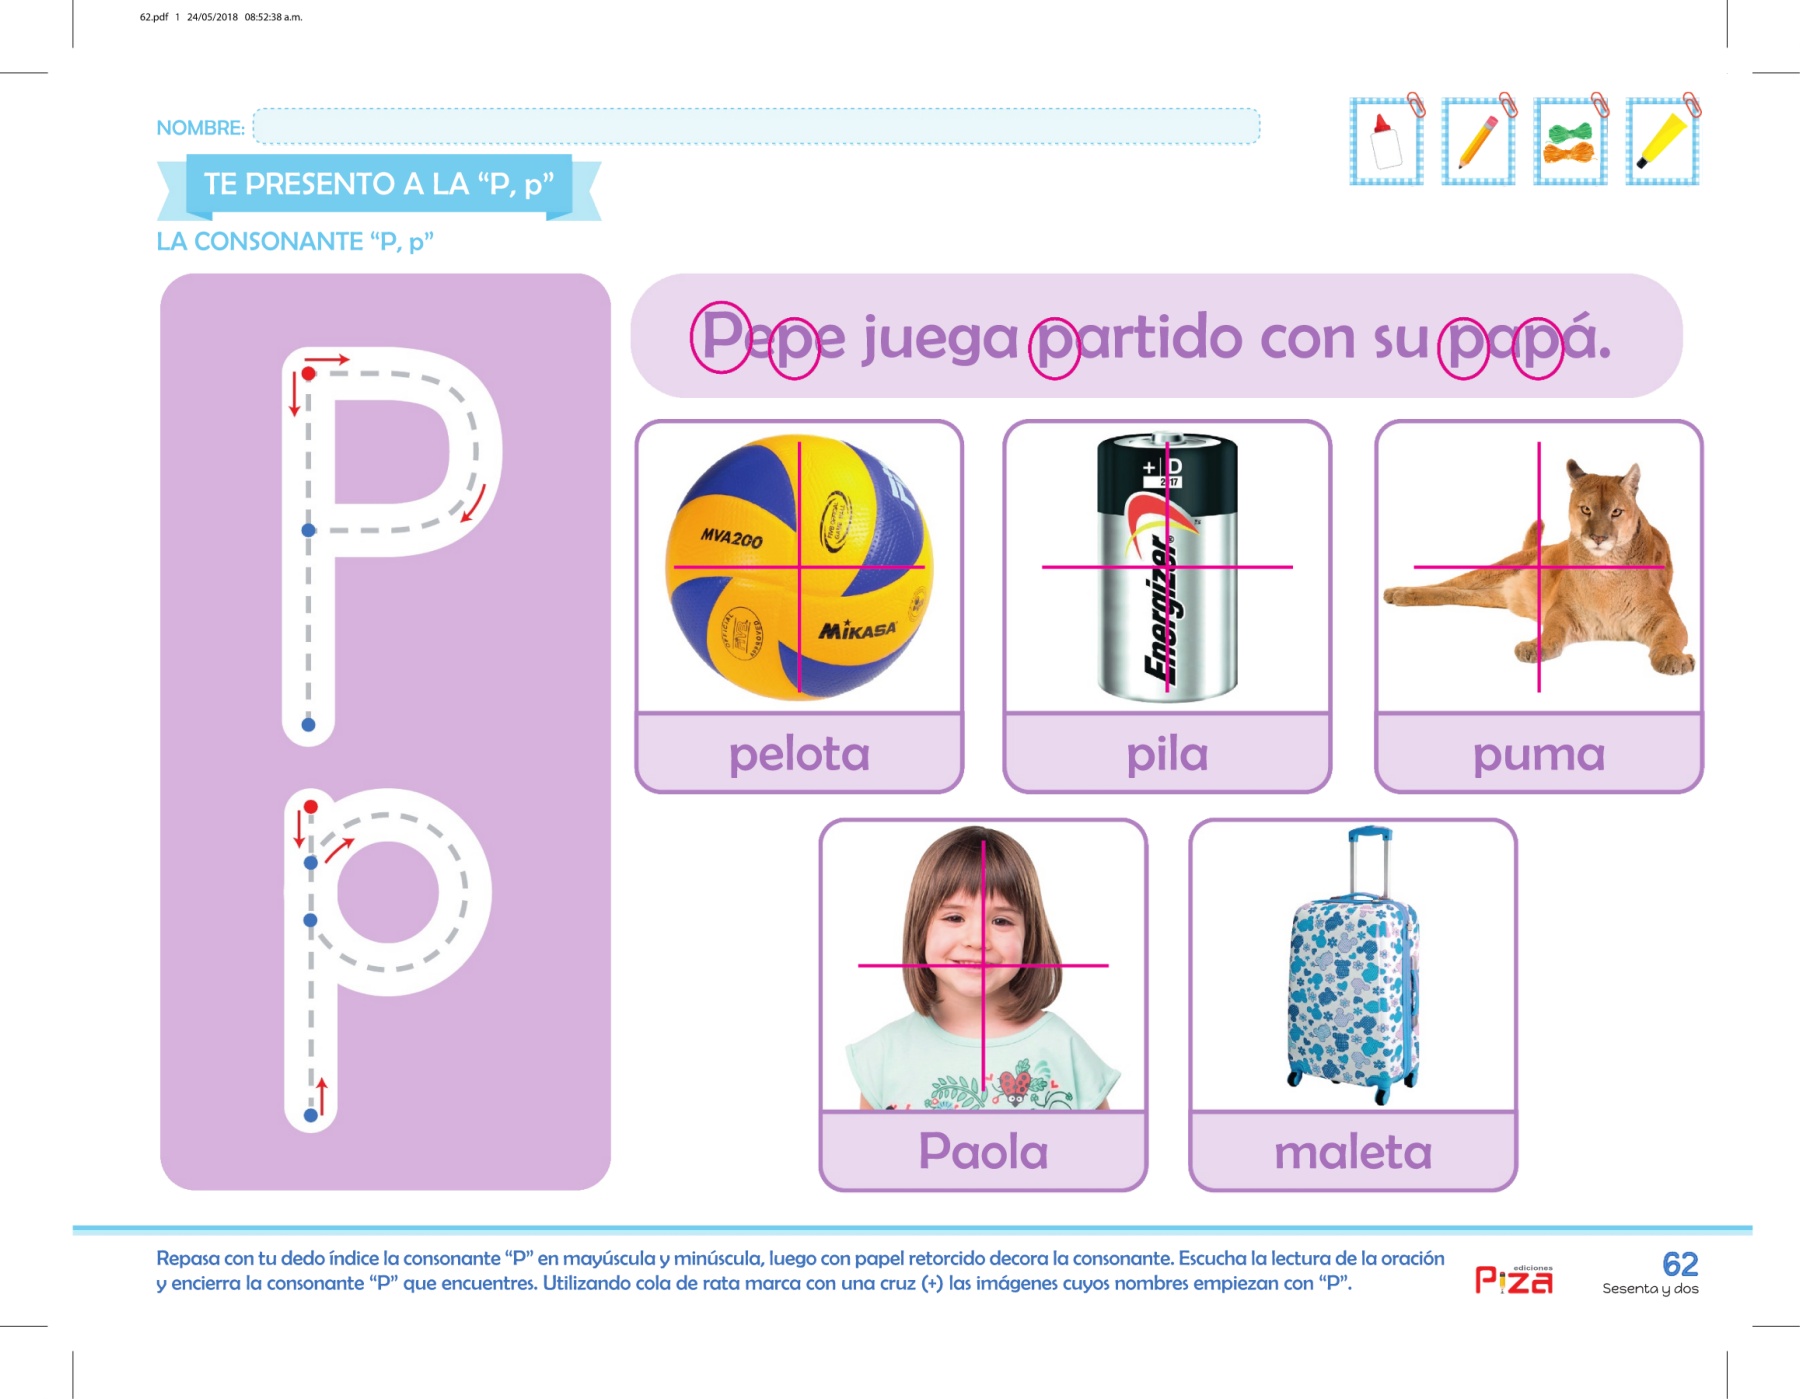 62.pdf 1 24/05/2018 08:52:38 a.m.
NOMBRE:
TE PRESENTO A LA “P, p”
LA CONSONANTE “P, p”
P
p
Pepe juega partido con su papá.
MVA200
MIKASA
OFFICIAL
FIVB
+ D
Energizer
pelota
pila
puma
Paola
maleta
Repasa con tu dedo índice la consonante “P” en mayúscula y minúscula, luego con papel retorcido decora la consonante. Escucha la lectura de la oración
y encierra la consonante “P” que encuentres. Utilizando cola de rata marca con una cruz (+) las imágenes cuyos nombres empiezan con “P”.
ediciones
Piza
62
Sesenta y dos